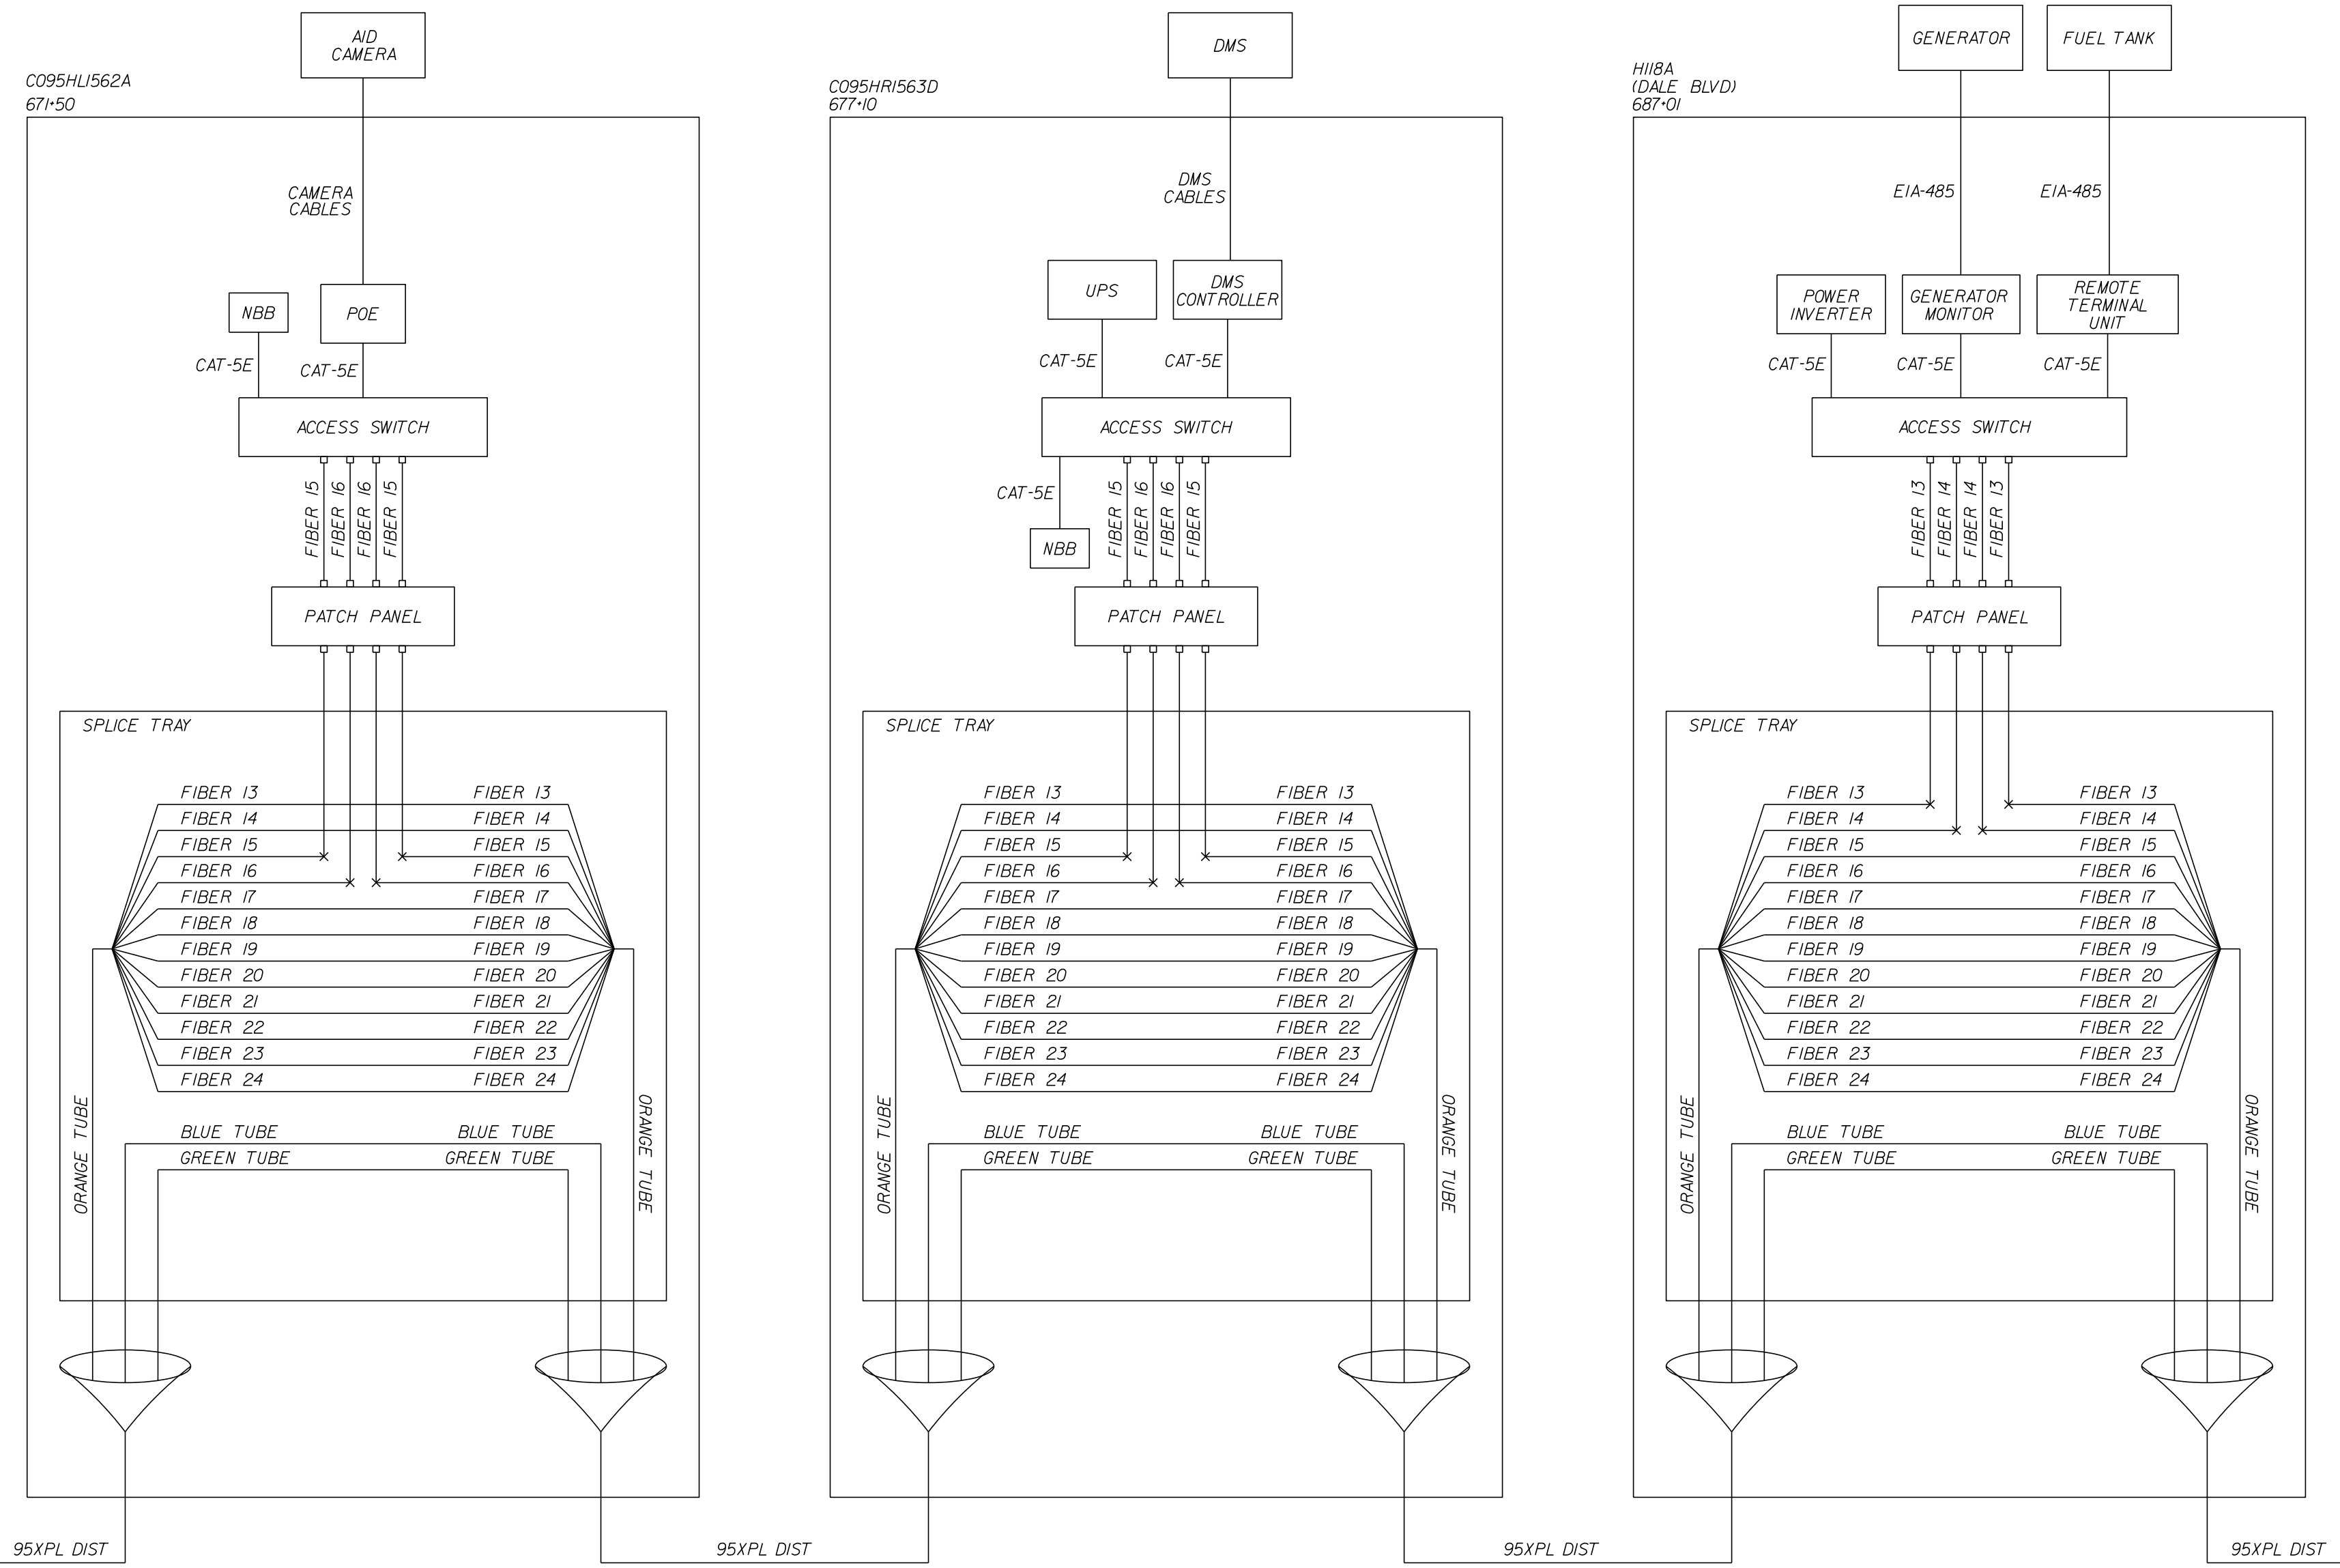 C095HL1562A
671+50
AID
CAMERA
CAMERA
CABLES
NBB
POE
CAT-5E
CAT-5E
ACCESS SWITCH
FIBER 15
FIBER 16
FIBER 16
FIBER 15
PATCH PANEL
SPLICE TRAY
FIBER 13 FIBER 13
FIBER 14 FIBER 14
FIBER 15 FIBER 15
FIBER 16 FIBER 16
FIBER 17 FIBER 17
FIBER 18 FIBER 18
FIBER 19 FIBER 19
FIBER 20 FIBER 20
FIBER 21 FIBER 21
FIBER 22 FIBER 22
FIBER 23 FIBER 23
FIBER 24 FIBER 24
ORANGE TUBE
ORANGE TUBE
BLUE TUBE BLUE TUBE
GREEN TUBE GREEN TUBE
95XPL DIST
C095HR1563D
677+10
DMS
DMS
CABLES
UPS
DMS
CONTROLLER
CAT-5E
CAT-5E
ACCESS SWITCH
CAT-5E
NBB
FIBER 15
FIBER 16
FIBER 16
FIBER 15
PATCH PANEL
SPLICE TRAY
FIBER 13 FIBER 13
FIBER 14 FIBER 14
FIBER 15 FIBER 15
FIBER 16 FIBER 16
FIBER 17 FIBER 17
FIBER 18 FIBER 18
FIBER 19 FIBER 19
FIBER 20 FIBER 20
FIBER 21 FIBER 21
FIBER 22 FIBER 22
FIBER 23 FIBER 23
FIBER 24 FIBER 24
ORANGE TUBE
ORANGE TUBE
BLUE TUBE BLUE TUBE
GREEN TUBE GREEN TUBE
95XPL DIST
H118A
(DALE BLVD)
687+01
GENERATOR
FUEL TANK
EIA-485
EIA-485
POWER
INVERTER
GENERATOR
MONITOR
REMOTE
TERMINAL
UNIT
CAT-5E
CAT-5E
CAT-5E
ACCESS SWITCH
FIBER 13
FIBER 14
FIBER 14
FIBER 13
PATCH PANEL
SPLICE TRAY
FIBER 13 FIBER 13
FIBER 14 FIBER 14
FIBER 15 FIBER 15
FIBER 16 FIBER 16
FIBER 17 FIBER 17
FIBER 18 FIBER 18
FIBER 19 FIBER 19
FIBER 20 FIBER 20
FIBER 21 FIBER 21
FIBER 22 FIBER 22
FIBER 23 FIBER 23
FIBER 24 FIBER 24
ORANGE TUBE
ORANGE TUBE
BLUE TUBE BLUE TUBE
GREEN TUBE GREEN TUBE
95XPL DIST
95XPL DIST